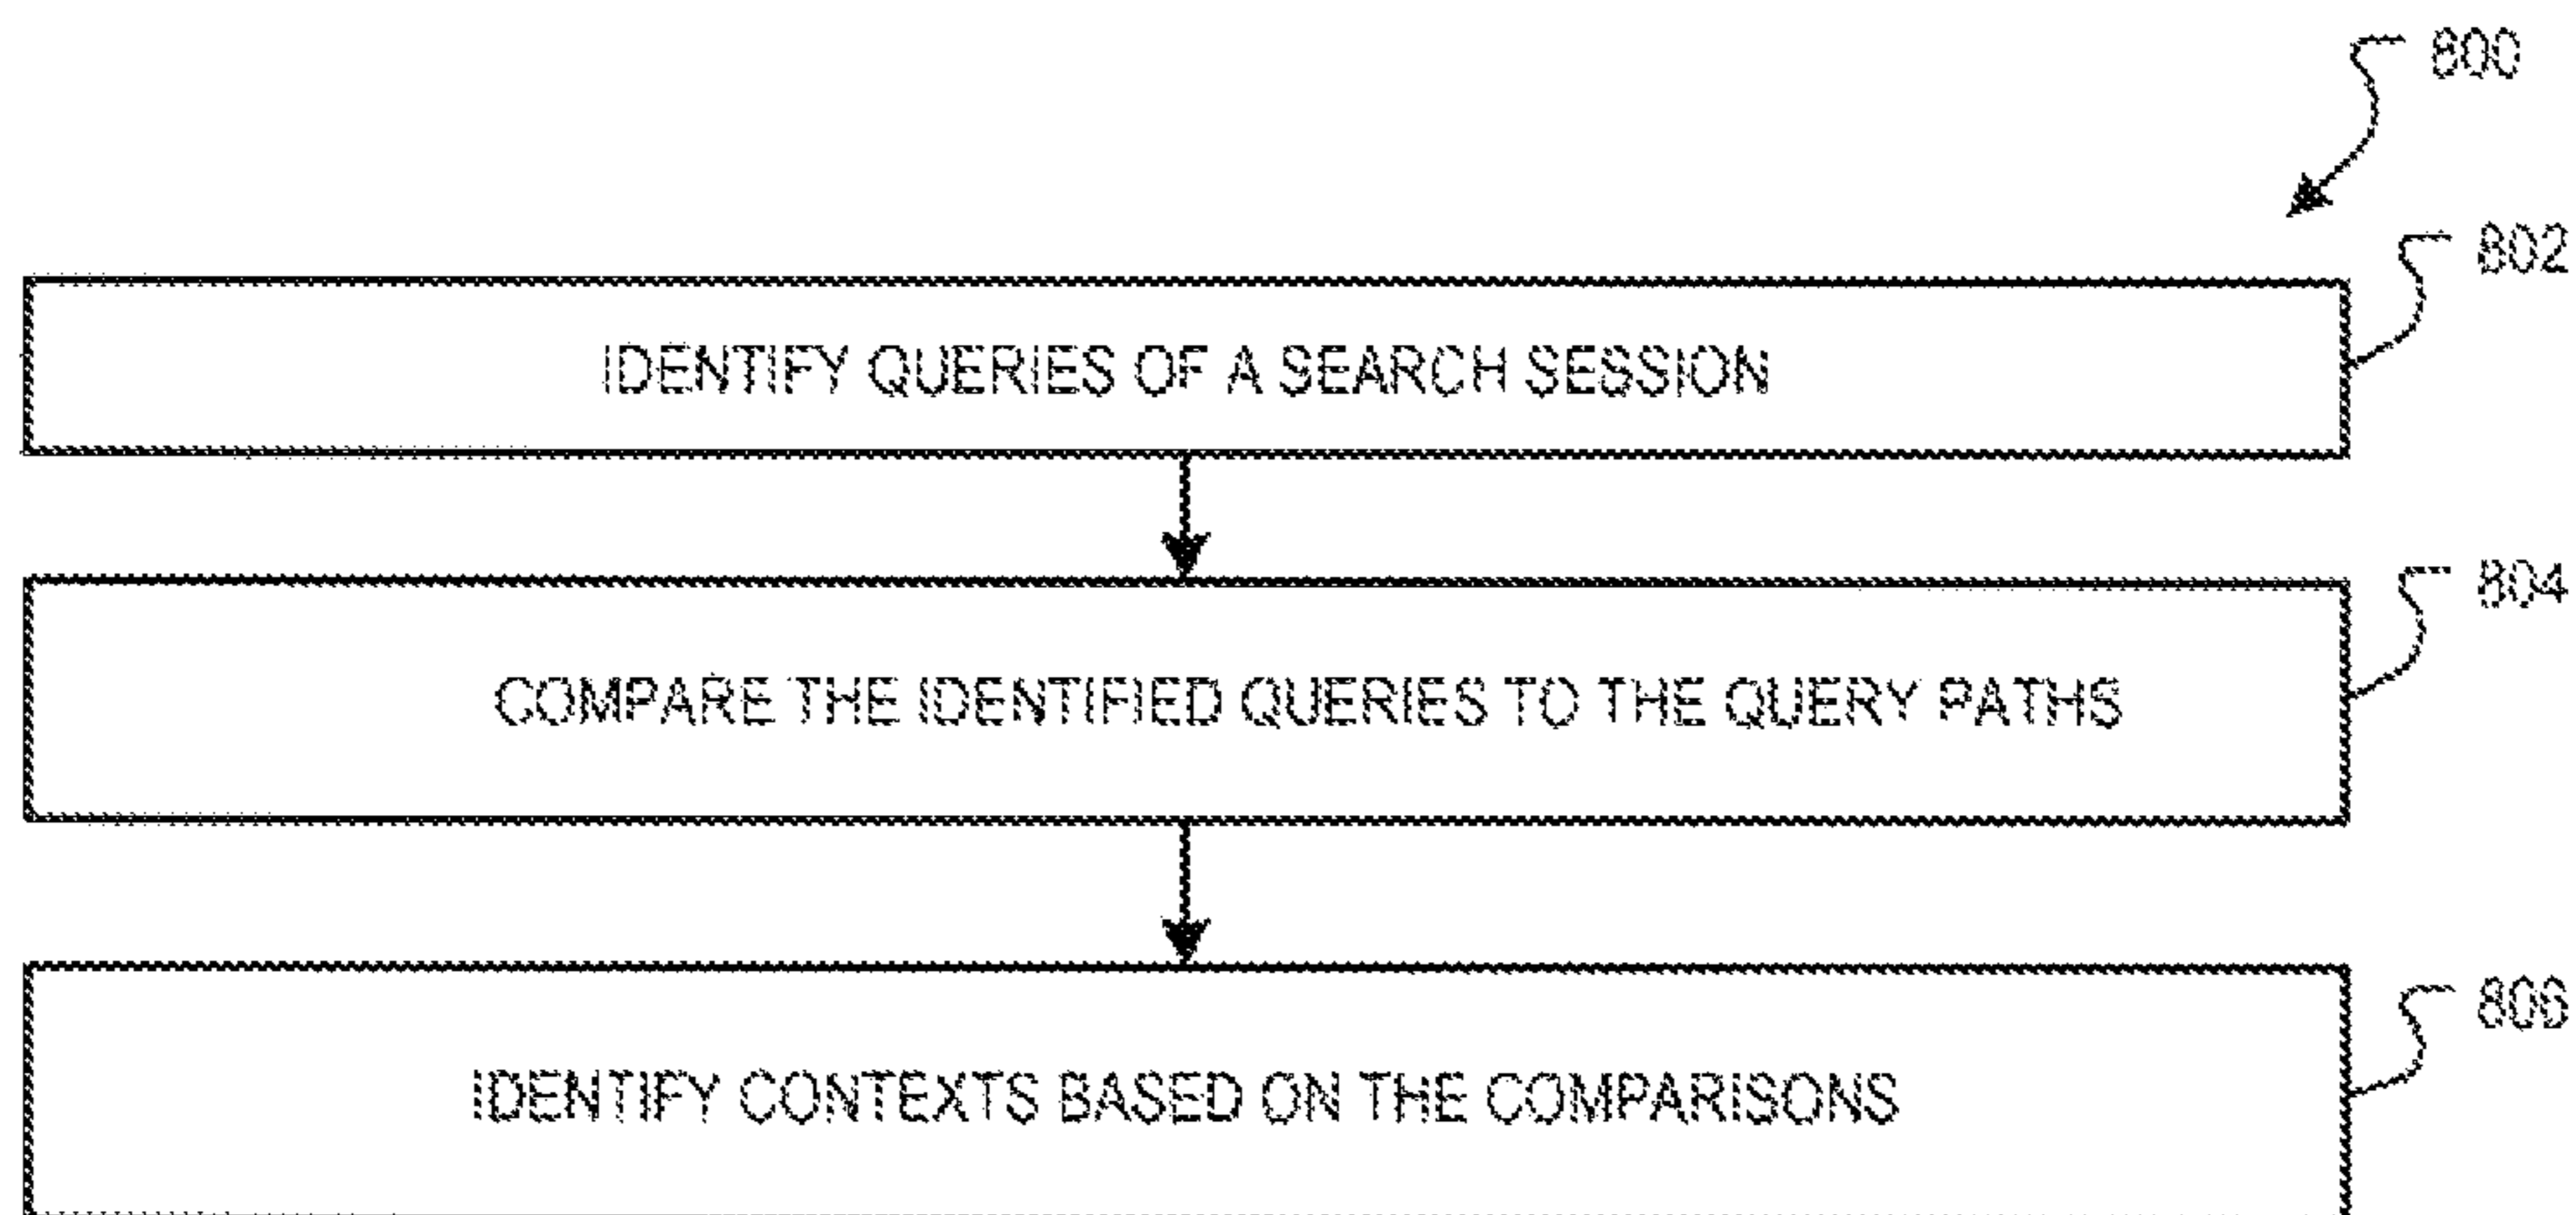 800
802
IDENTIFY QUERIES OF A SEARCH SESSION
804
COMPARE THE IDENTIFIED QUERIES TO THE QUERY PATHS
806
IDENTIFY CONTEXTS BASED ON THE COMPARISONS